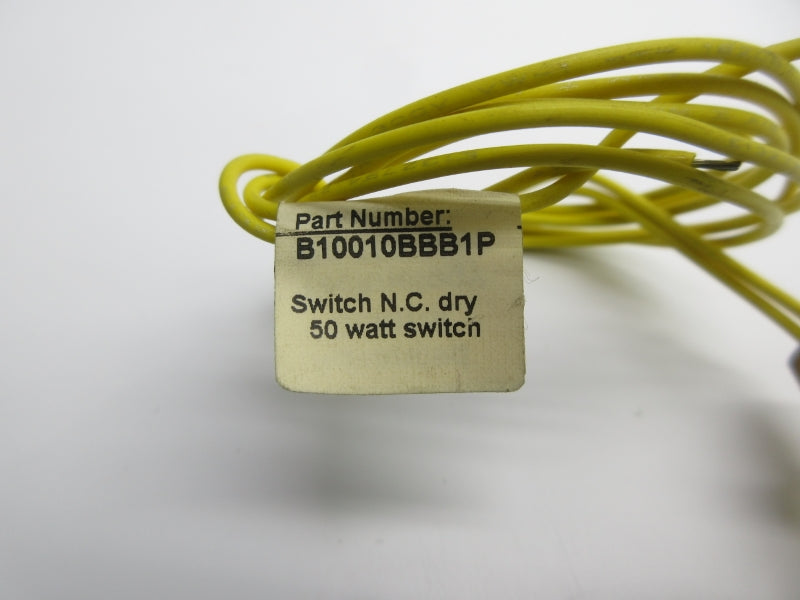 Part Number:
B10010BBB1P
Switch N.C. dry
50 watt switch